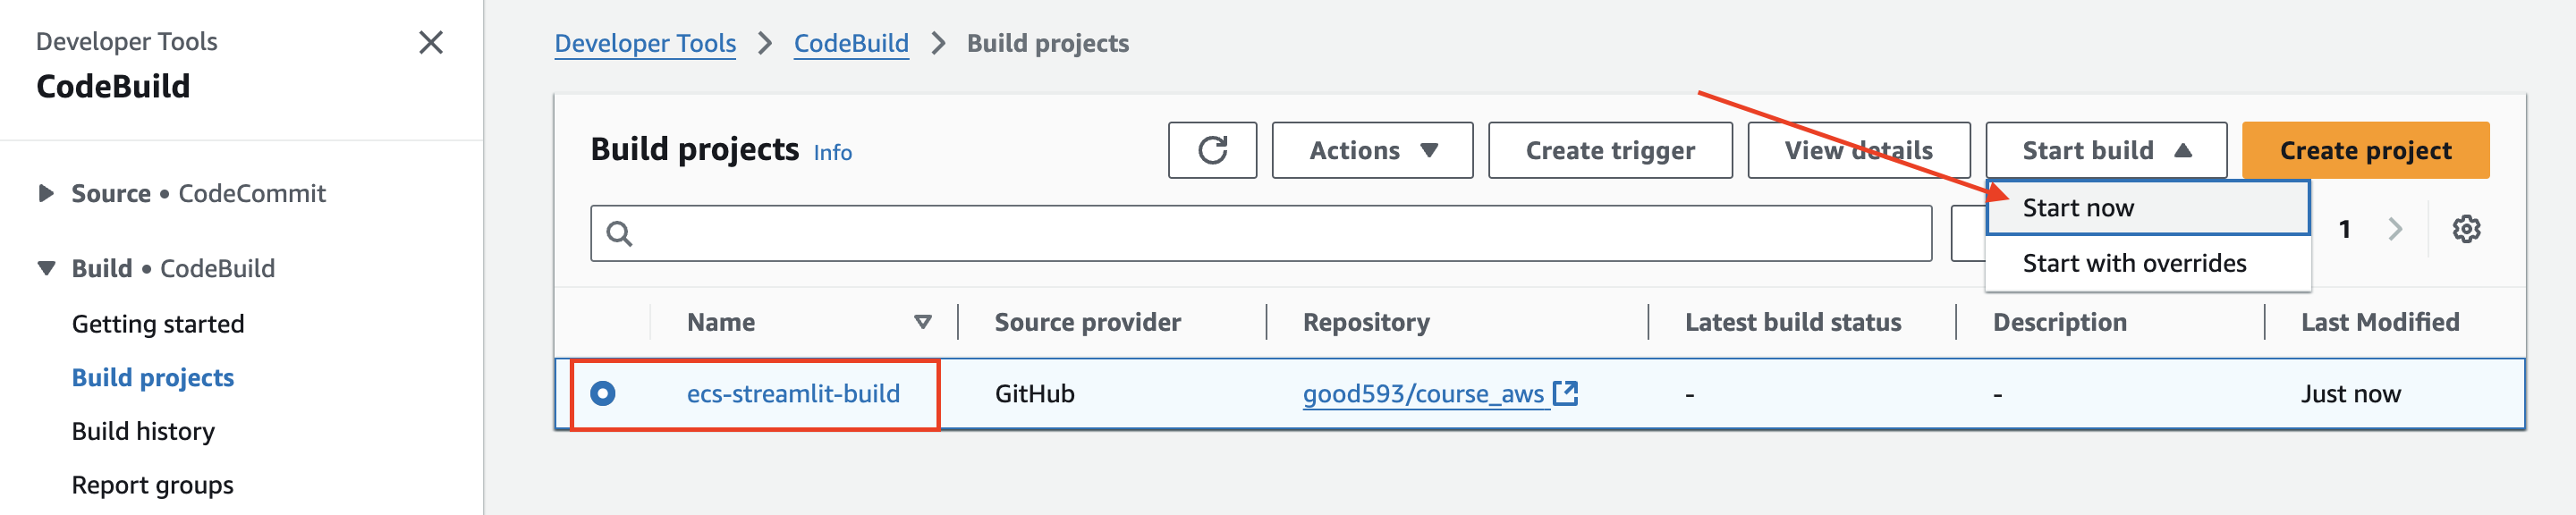 Developer Tools
CodeBuild
Source • CodeCommit
Build • CodeBuild
Getting started
Build projects
Build history
Report groups
Developer Tools > CodeBuild > Build projects
Build projects Info
Actions
Create trigger
View details
Start build
Create project
Start now
Start with overrides
1
Name Source provider Repository Latest build status Description Last Modified
ecs-streamlit-build GitHub good593/course_aws - - Just now